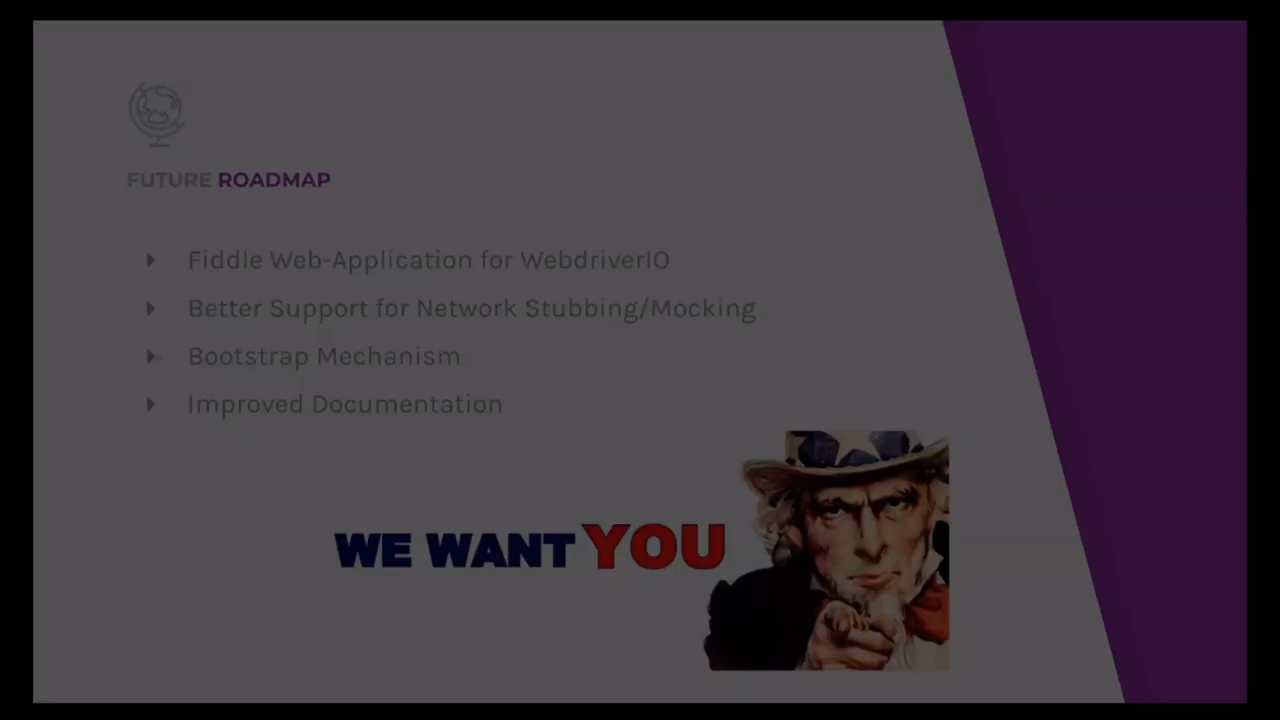 FUTURE ROADMAP
Fiddle Web-Application for WebdriverIO
Better Support for Network Stubbing/Mocking
Bootstrap Mechanism
Improved Documentation
WE WANT YOU